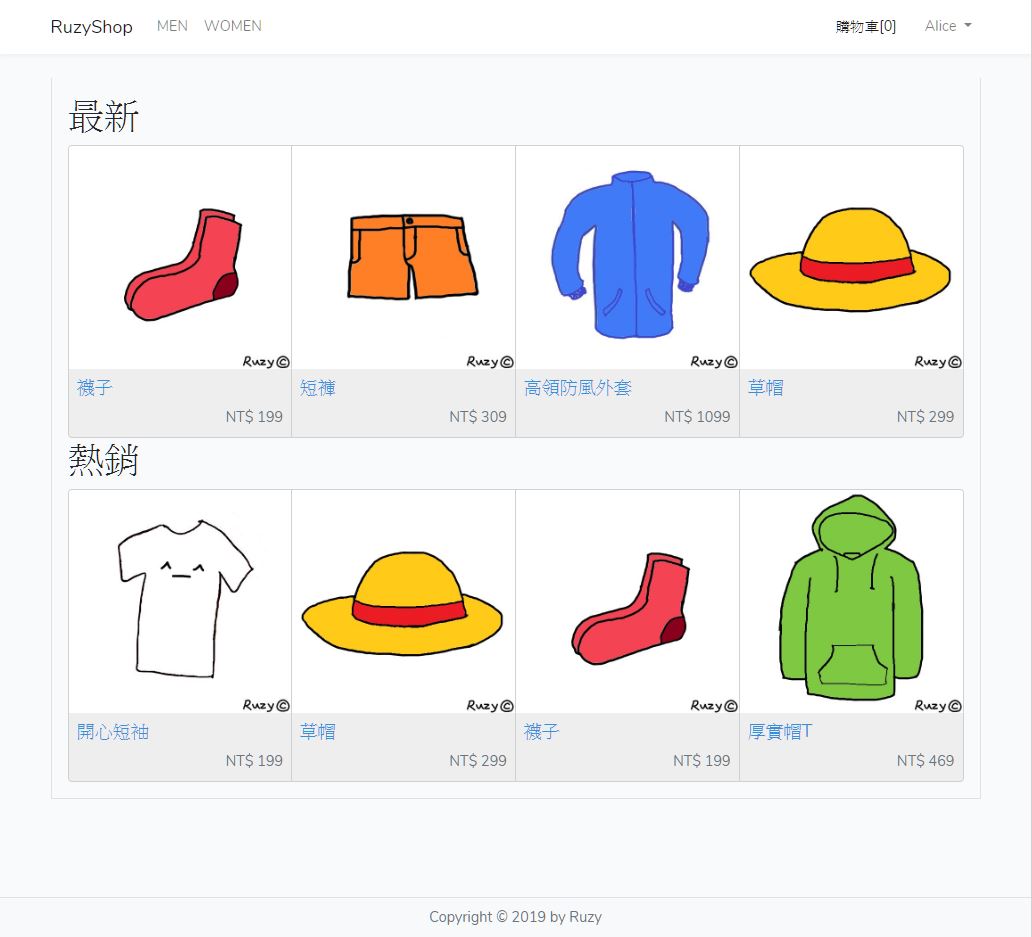 RuzyShop MEN WOMEN 購物車[0] Alice
最新
Ruzy© Ruzy© Ruzy© Ruzy©
襪子 短褲 高領防風外套 草帽
NT$ 199 NT$ 309 NT$ 1099 NT$ 299
熱銷
Ruzy© Ruzy© Ruzy© Ruzy©
開心短袖 草帽 襪子 厚實帽T
NT$ 199 NT$ 299 NT$ 199 NT$ 469
Copyright © 2019 by Ruzy